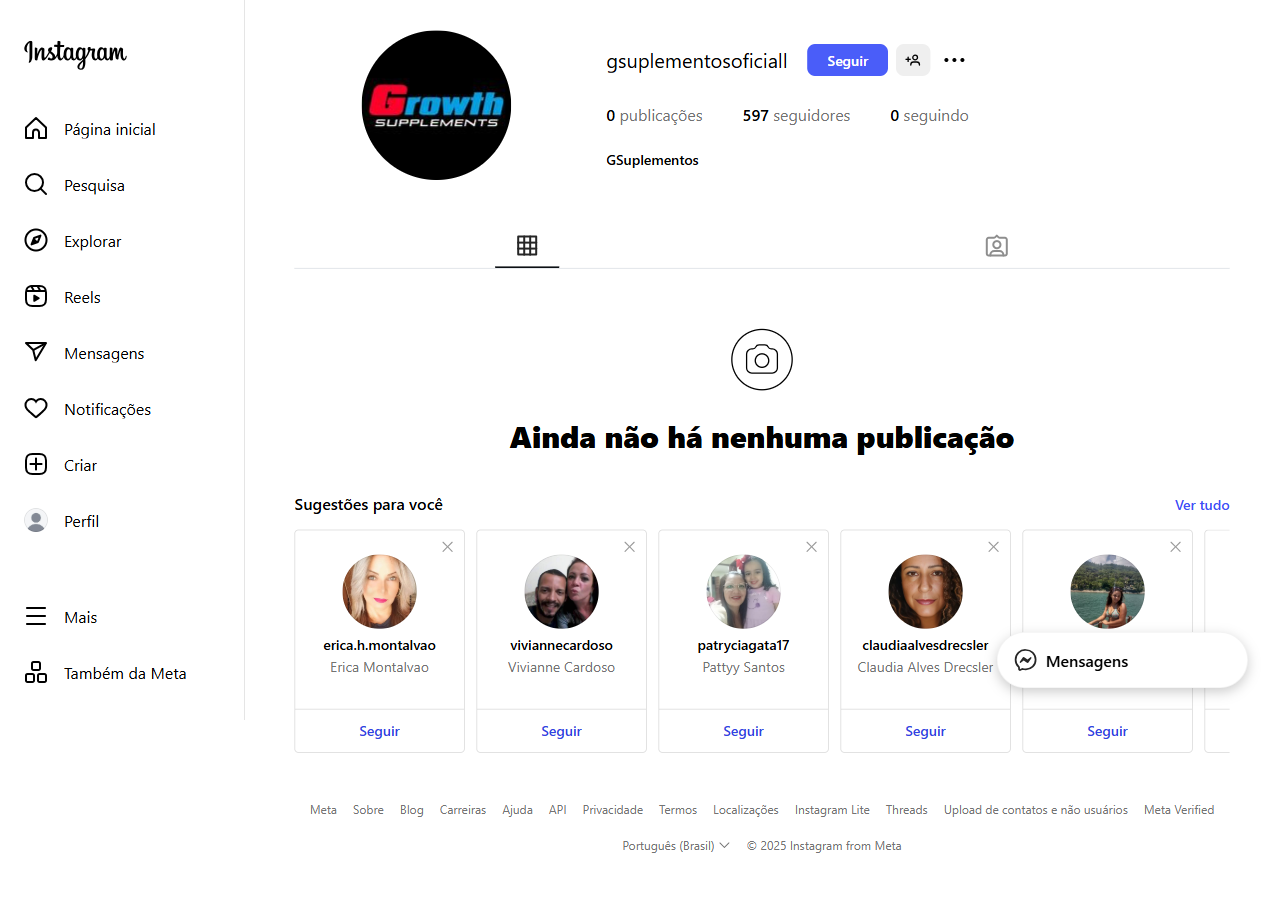 Instagram
Página inicial
Pesquisa
Explorar
Reels
Mensagens
Notificações
Criar
Perfil
Mais
Também da Meta
Growth
SUPPLEMENTS
gsuplementosoficiall Seguir
0 publicações 597 seguidores 0 seguindo
GSuplementos
Ainda não há nenhuma publicação
Sugestões para você Ver tudo
erica.h.montalvao
Erica Montalvao
Seguir
viviannecardoso
Vivianne Cardoso
Seguir
patryciagata17
Pattyy Santos
Seguir
claudiaalvesdrecsler
Claudia Alves Drecsler
Seguir
Seguir
Mensagens
Meta Sobre Blog Carreiras Ajuda API Privacidade Termos Localizações Instagram Lite Threads Upload de contatos e não usuários Meta Verified
Português (Brasil) © 2025 Instagram from Meta